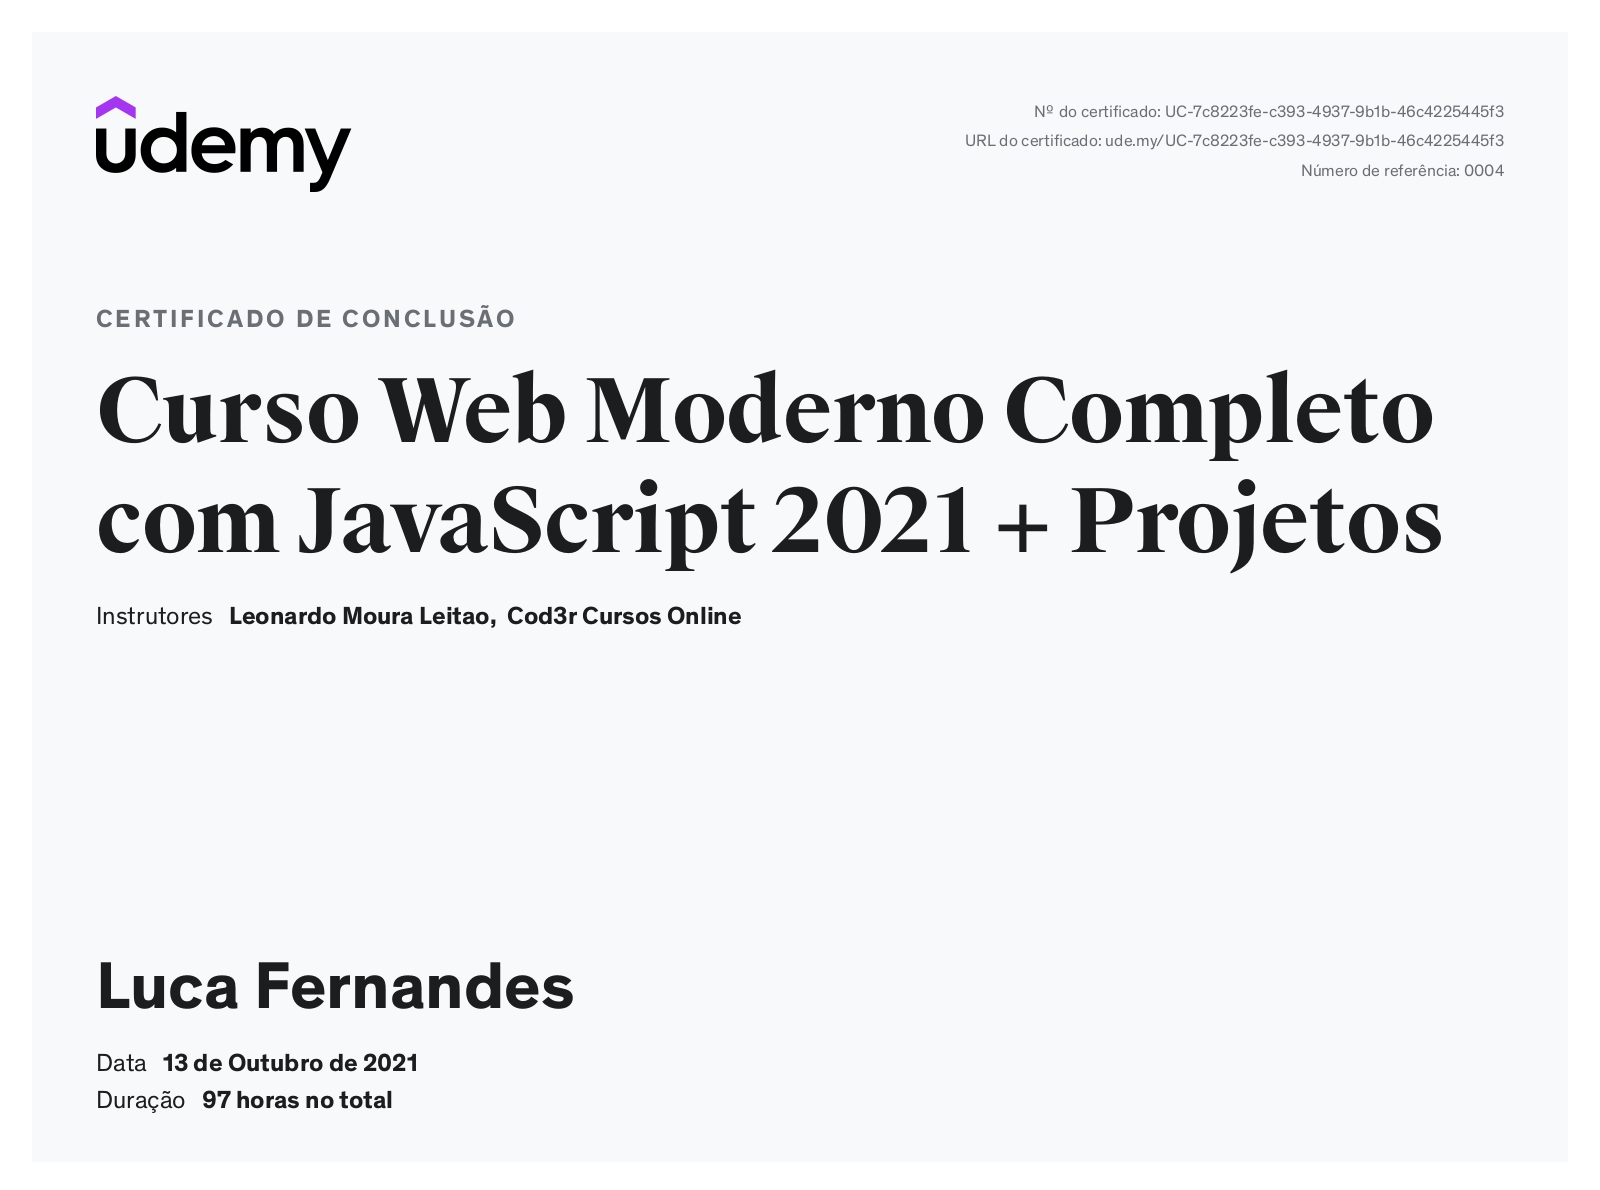 udemy
Nº do certificado: UC-7c8223fe-c393-4937-9b1b-46c4225445f3
URL do certificado: ude.my/UC-7c8223fe-c393-4937-9b1b-46c4225445f3
Número de referência: 0004
CERTIFICADO DE CONCLUSÃO
Curso Web Moderno Completo
com JavaScript 2021 + Projetos
Instrutores Leonardo Moura Leitao, Cod3r Cursos Online
Luca Fernandes
Data 13 de Outubro de 2021
Duração 97 horas no total